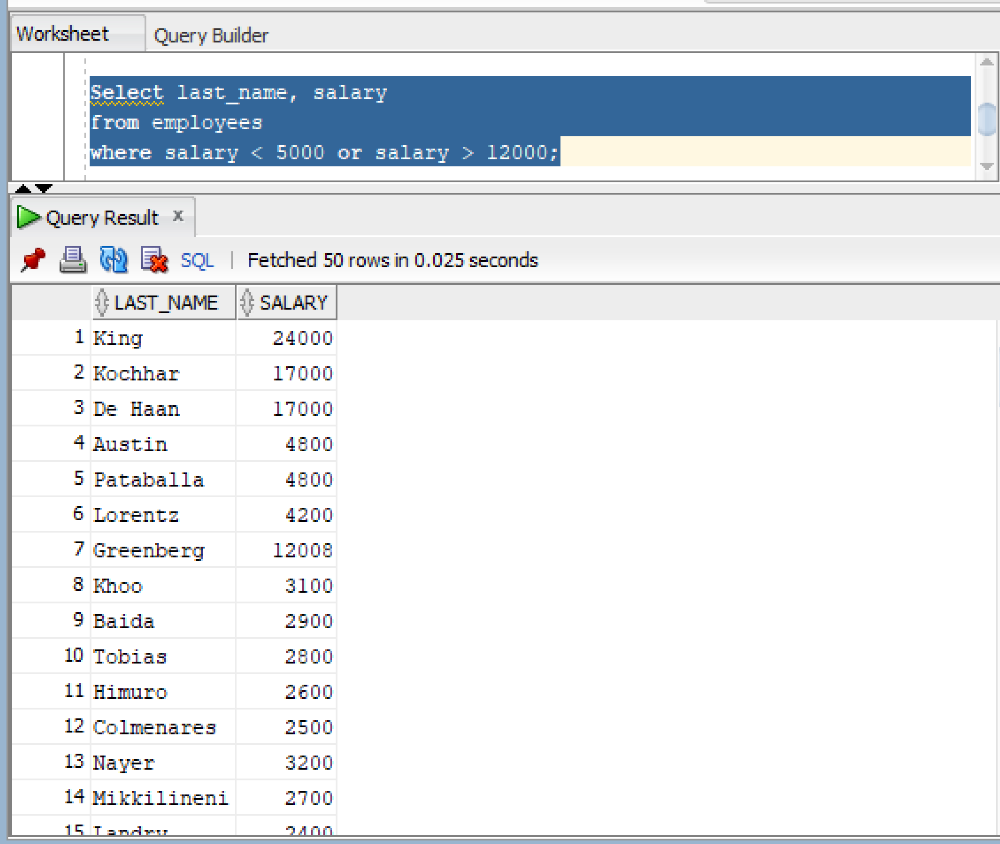 Worksheet Query Builder
Select last_name, salary
from employees
where salary < 5000 or salary > 12000;
Query Result x
SQL | Fetched 50 rows in 0.025 seconds
LAST_NAME SALARY
1 King 24000
2 Kochhar 17000
3 De Haan 17000
4 Austin 4800
5 Pataballa 4800
6 Lorentz 4200
7 Greenberg 12008
8 Khoo 3100
9 Baida 2900
10 Tobias 2800
11 Himuro 2600
12 Colmenares 2500
13 Nayer 3200
14 Mikkilineni 2700
15 Landry 2400